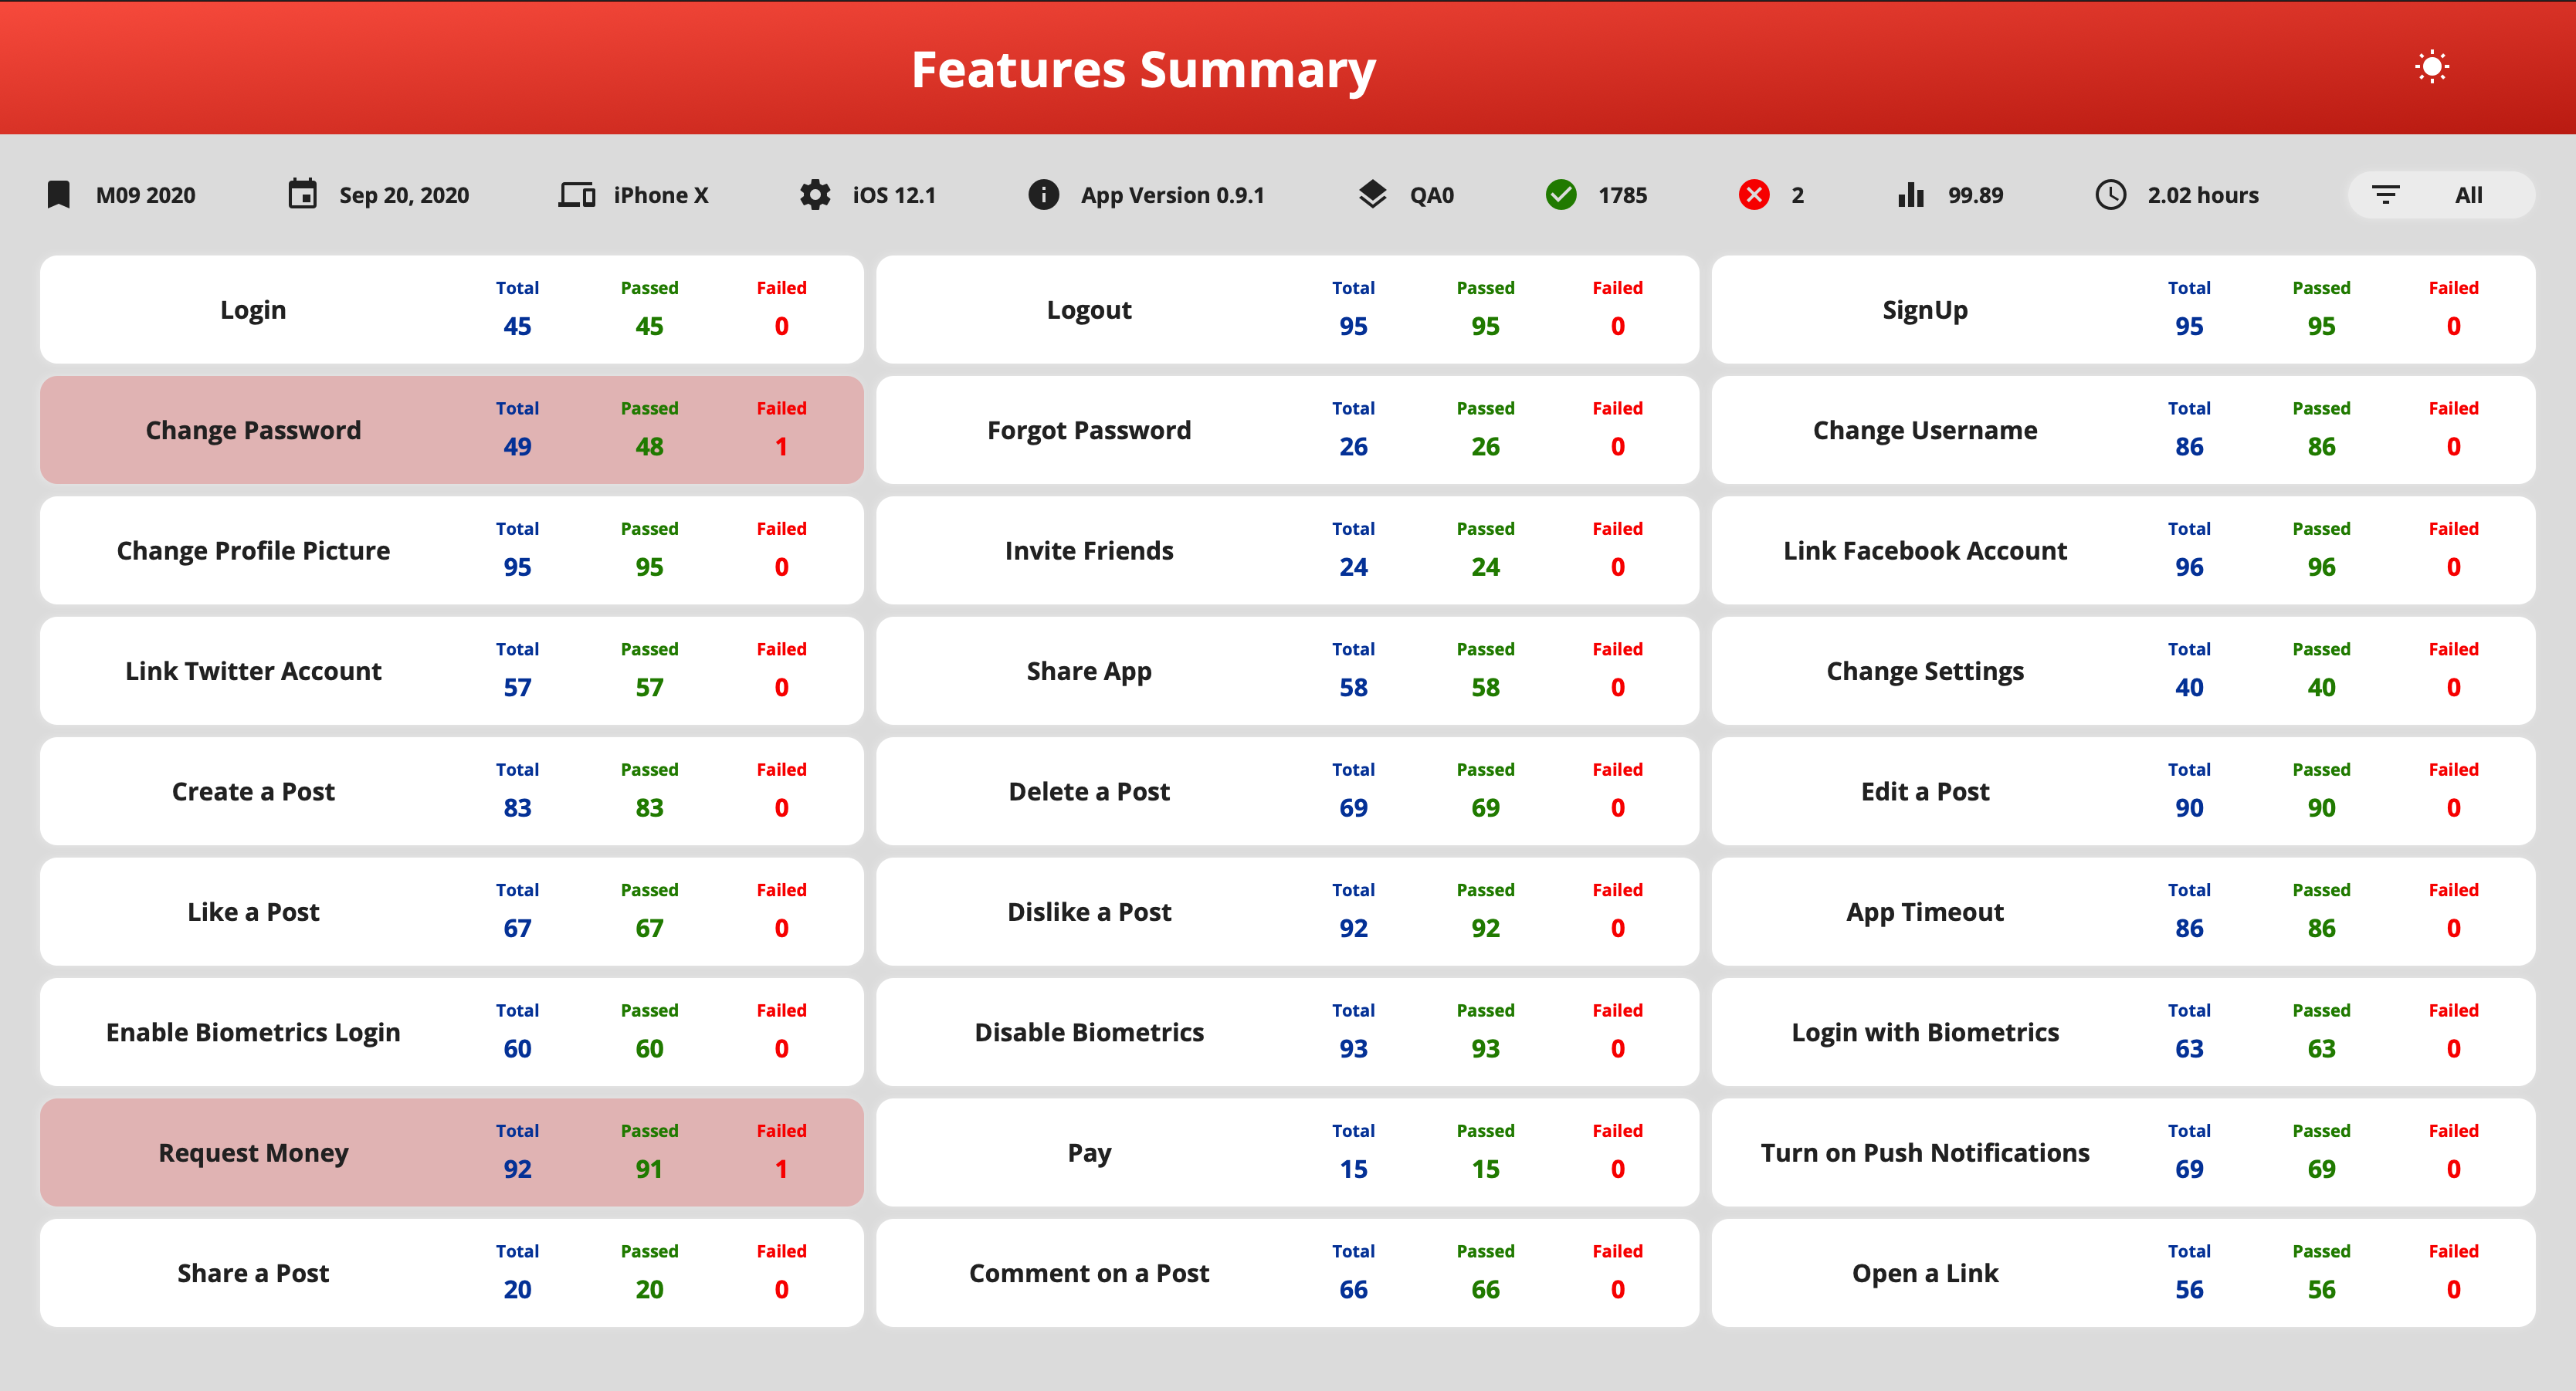 Features Summary
M09 2020 Sep 20, 2020 iPhone X iOS 12.1 App Version 0.9.1 QA0 1785 2 99.89 2.02 hours All
Login Total 45 Passed 45 Failed 0
Logout Total 95 Passed 95 Failed 0
SignUp Total 95 Passed 95 Failed 0
Change Password Total 49 Passed 48 Failed 1
Forgot Password Total 26 Passed 26 Failed 0
Change Username Total 86 Passed 86 Failed 0
Change Profile Picture Total 95 Passed 95 Failed 0
Invite Friends Total 24 Passed 24 Failed 0
Link Facebook Account Total 96 Passed 96 Failed 0
Link Twitter Account Total 57 Passed 57 Failed 0
Share App Total 58 Passed 58 Failed 0
Change Settings Total 40 Passed 40 Failed 0
Create a Post Total 83 Passed 83 Failed 0
Delete a Post Total 69 Passed 69 Failed 0
Edit a Post Total 90 Passed 90 Failed 0
Like a Post Total 67 Passed 67 Failed 0
Dislike a Post Total 92 Passed 92 Failed 0
App Timeout Total 86 Passed 86 Failed 0
Enable Biometrics Login Total 60 Passed 60 Failed 0
Disable Biometrics Total 93 Passed 93 Failed 0
Login with Biometrics Total 63 Passed 63 Failed 0
Request Money Total 92 Passed 91 Failed 1
Pay Total 15 Passed 15 Failed 0
Turn on Push Notifications Total 69 Passed 69 Failed 0
Share a Post Total 20 Passed 20 Failed 0
Comment on a Post Total 66 Passed 66 Failed 0
Open a Link Total 56 Passed 56 Failed 0